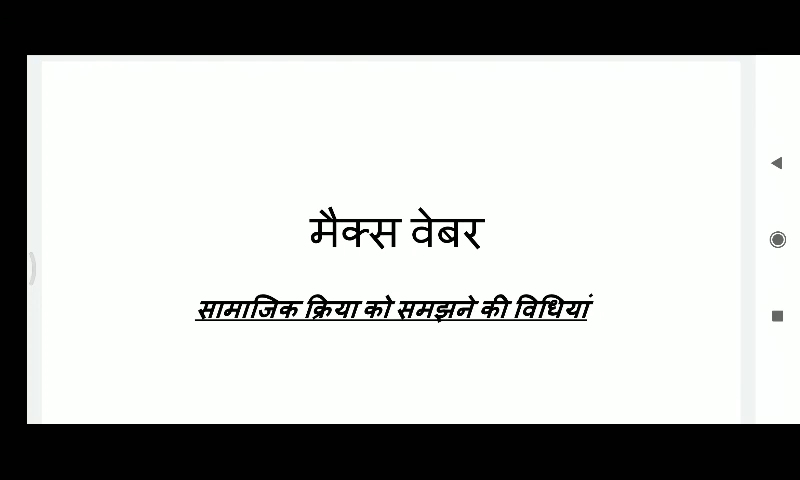 मैक्स वेबर
सामाजिक क्रिया को समझने की विधियां